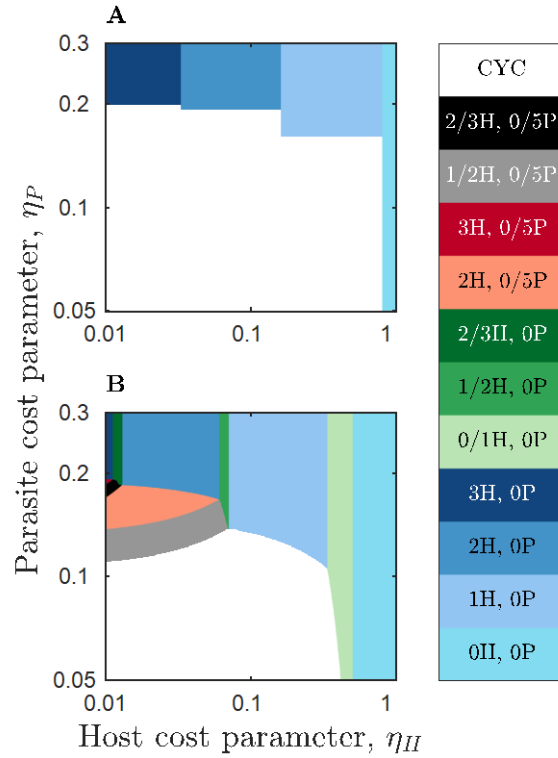 A
0.3
0.2
0.1
0.05
0.01
0.1
1
B
0.3
0.2
0.1
0.05
0.01
0.1
1
Parasite cost parameter, η_P
Host cost parameter, η_H
CYC
2/3H, 0/5P
1/2H, 0/5P
3H, 0/5P
2H, 0/5P
2/3H, 0P
1/2H, 0P
0/1H, 0P
3H, 0P
2H, 0P
1H, 0P
0H, 0P